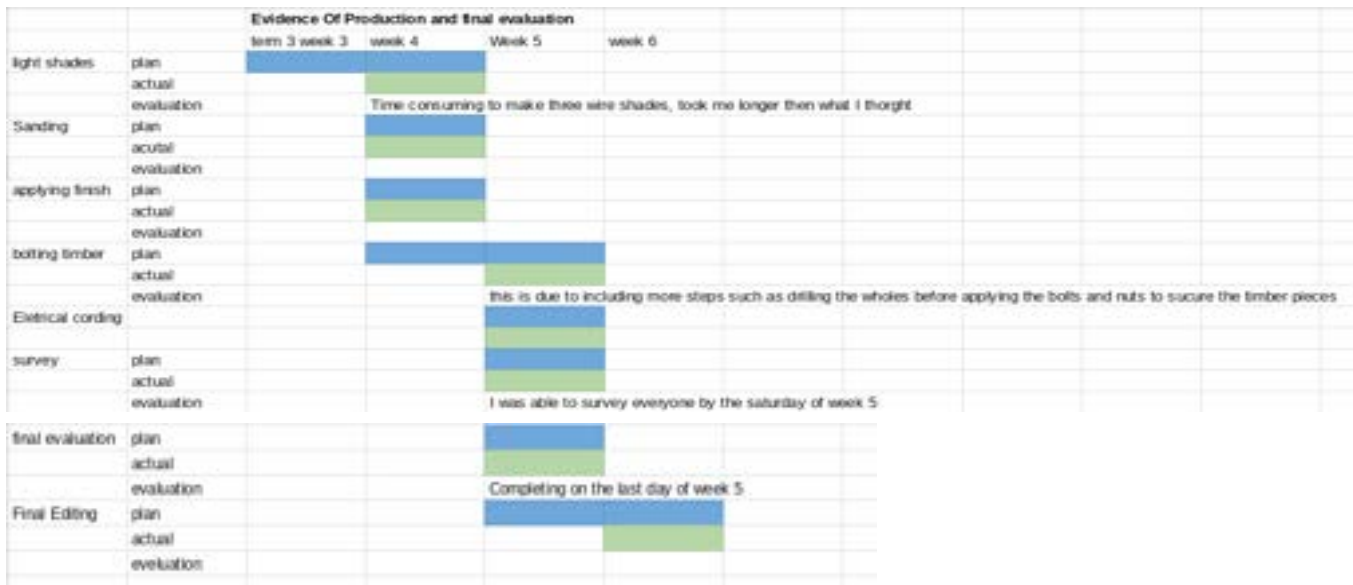 Evidence Of Production and final evaluation
term 3 week 3 week 4 Week 5 week 6
light shades plan
actual
evaluation Time consuming to make three wire shades, took me longer then what I thorght
Sanding plan
acutal
evaluation
applying finish plan
actual
evaluation
bolting timber plan
actual
evaluation this is due to including more steps such as drilling the wholes before applying the bolts and nuts to sucure the timber pieces
Eletrical cording
survey plan
actual
evaluation I was able to survey everyone by the saturday of week 5
final evaluation plan
actual
evaluation Completing on the last day of week 5
Final Editing plan
actual
eveluation